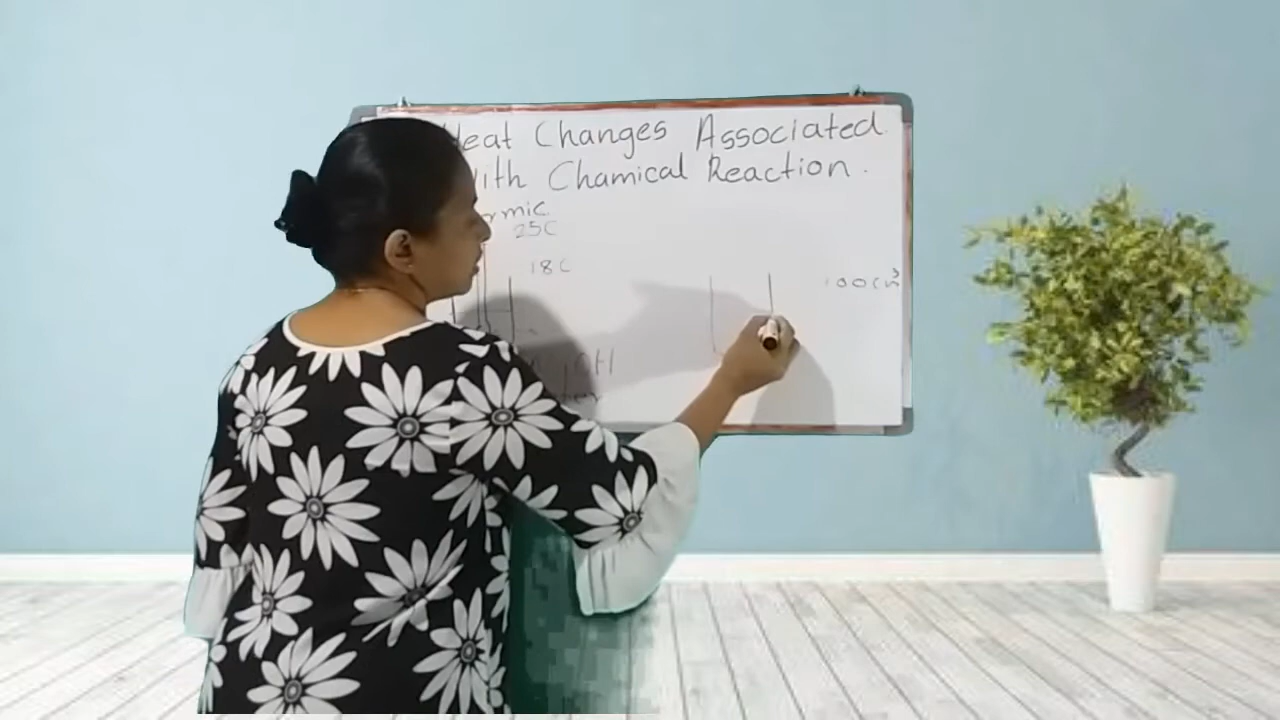 Heat Changes Associated
with Chamical Reaction.
rmic
25C
18C
100Cm³
OH